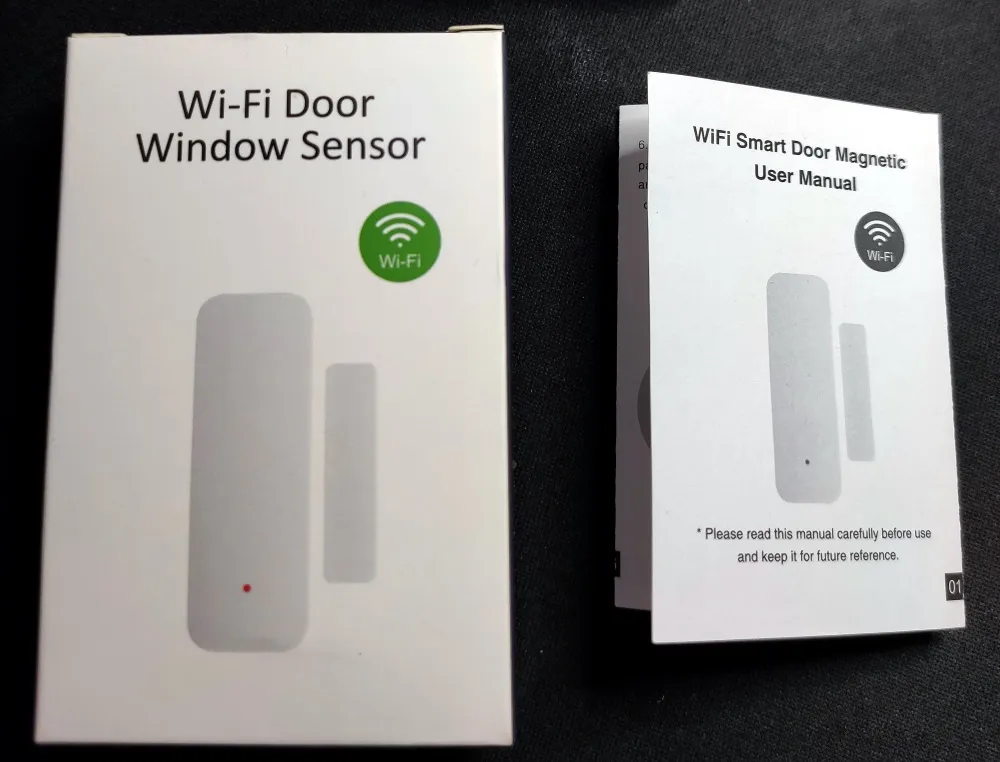 Wi-Fi Door
Window Sensor
Wi-Fi
WiFi Smart Door Magnetic
User Manual
Wi-Fi
* Please read this manual carefully before use
and keep it for future reference.
01
6.